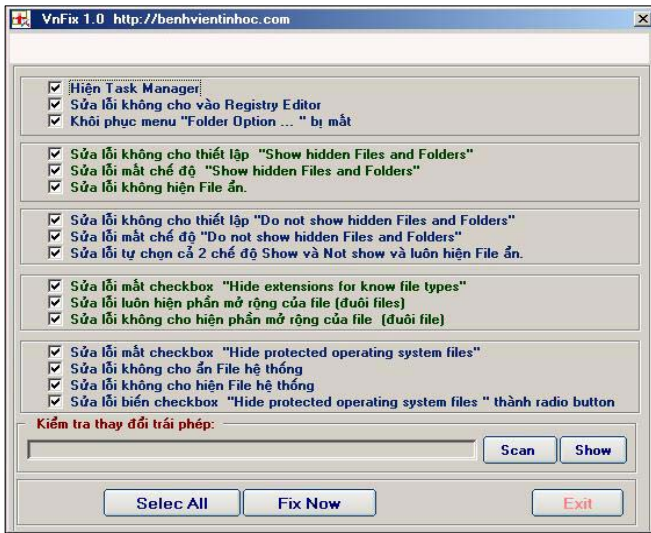 VnFix 1.0 http://benhvientinhoc.com
Hiện Task Manager
Sửa lỗi không cho vào Registry Editor
Khôi phục menu "Folder Option ... " bị mất
Sửa lỗi không cho thiết lập "Show hidden Files and Folders"
Sửa lỗi mất chế độ "Show hidden Files and Folders"
Sửa lỗi không hiện File ẩn.
Sửa lỗi không cho thiết lập "Do not show hidden Files and Folders"
Sửa lỗi mất chế độ "Do not show hidden Files and Folders"
Sửa lỗi tự chọn cả 2 chế độ Show và Not show và luôn hiện File ẩn.
Sửa lỗi mất checkbox "Hide extensions for know file types"
Sửa lỗi luôn hiện phần mở rộng của file (đuôi files)
Sửa lỗi không cho hiện phần mở rộng của file (đuôi file)
Sửa lỗi mất checkbox "Hide protected operating system files"
Sửa lỗi không cho ẩn File hệ thống
Sửa lỗi không cho hiện File hệ thống
Sửa lỗi biến checkbox "Hide protected operating system files " thành radio button
Kiểm tra thay đổi trái phép:
Scan Show
Selec All Fix Now Exit